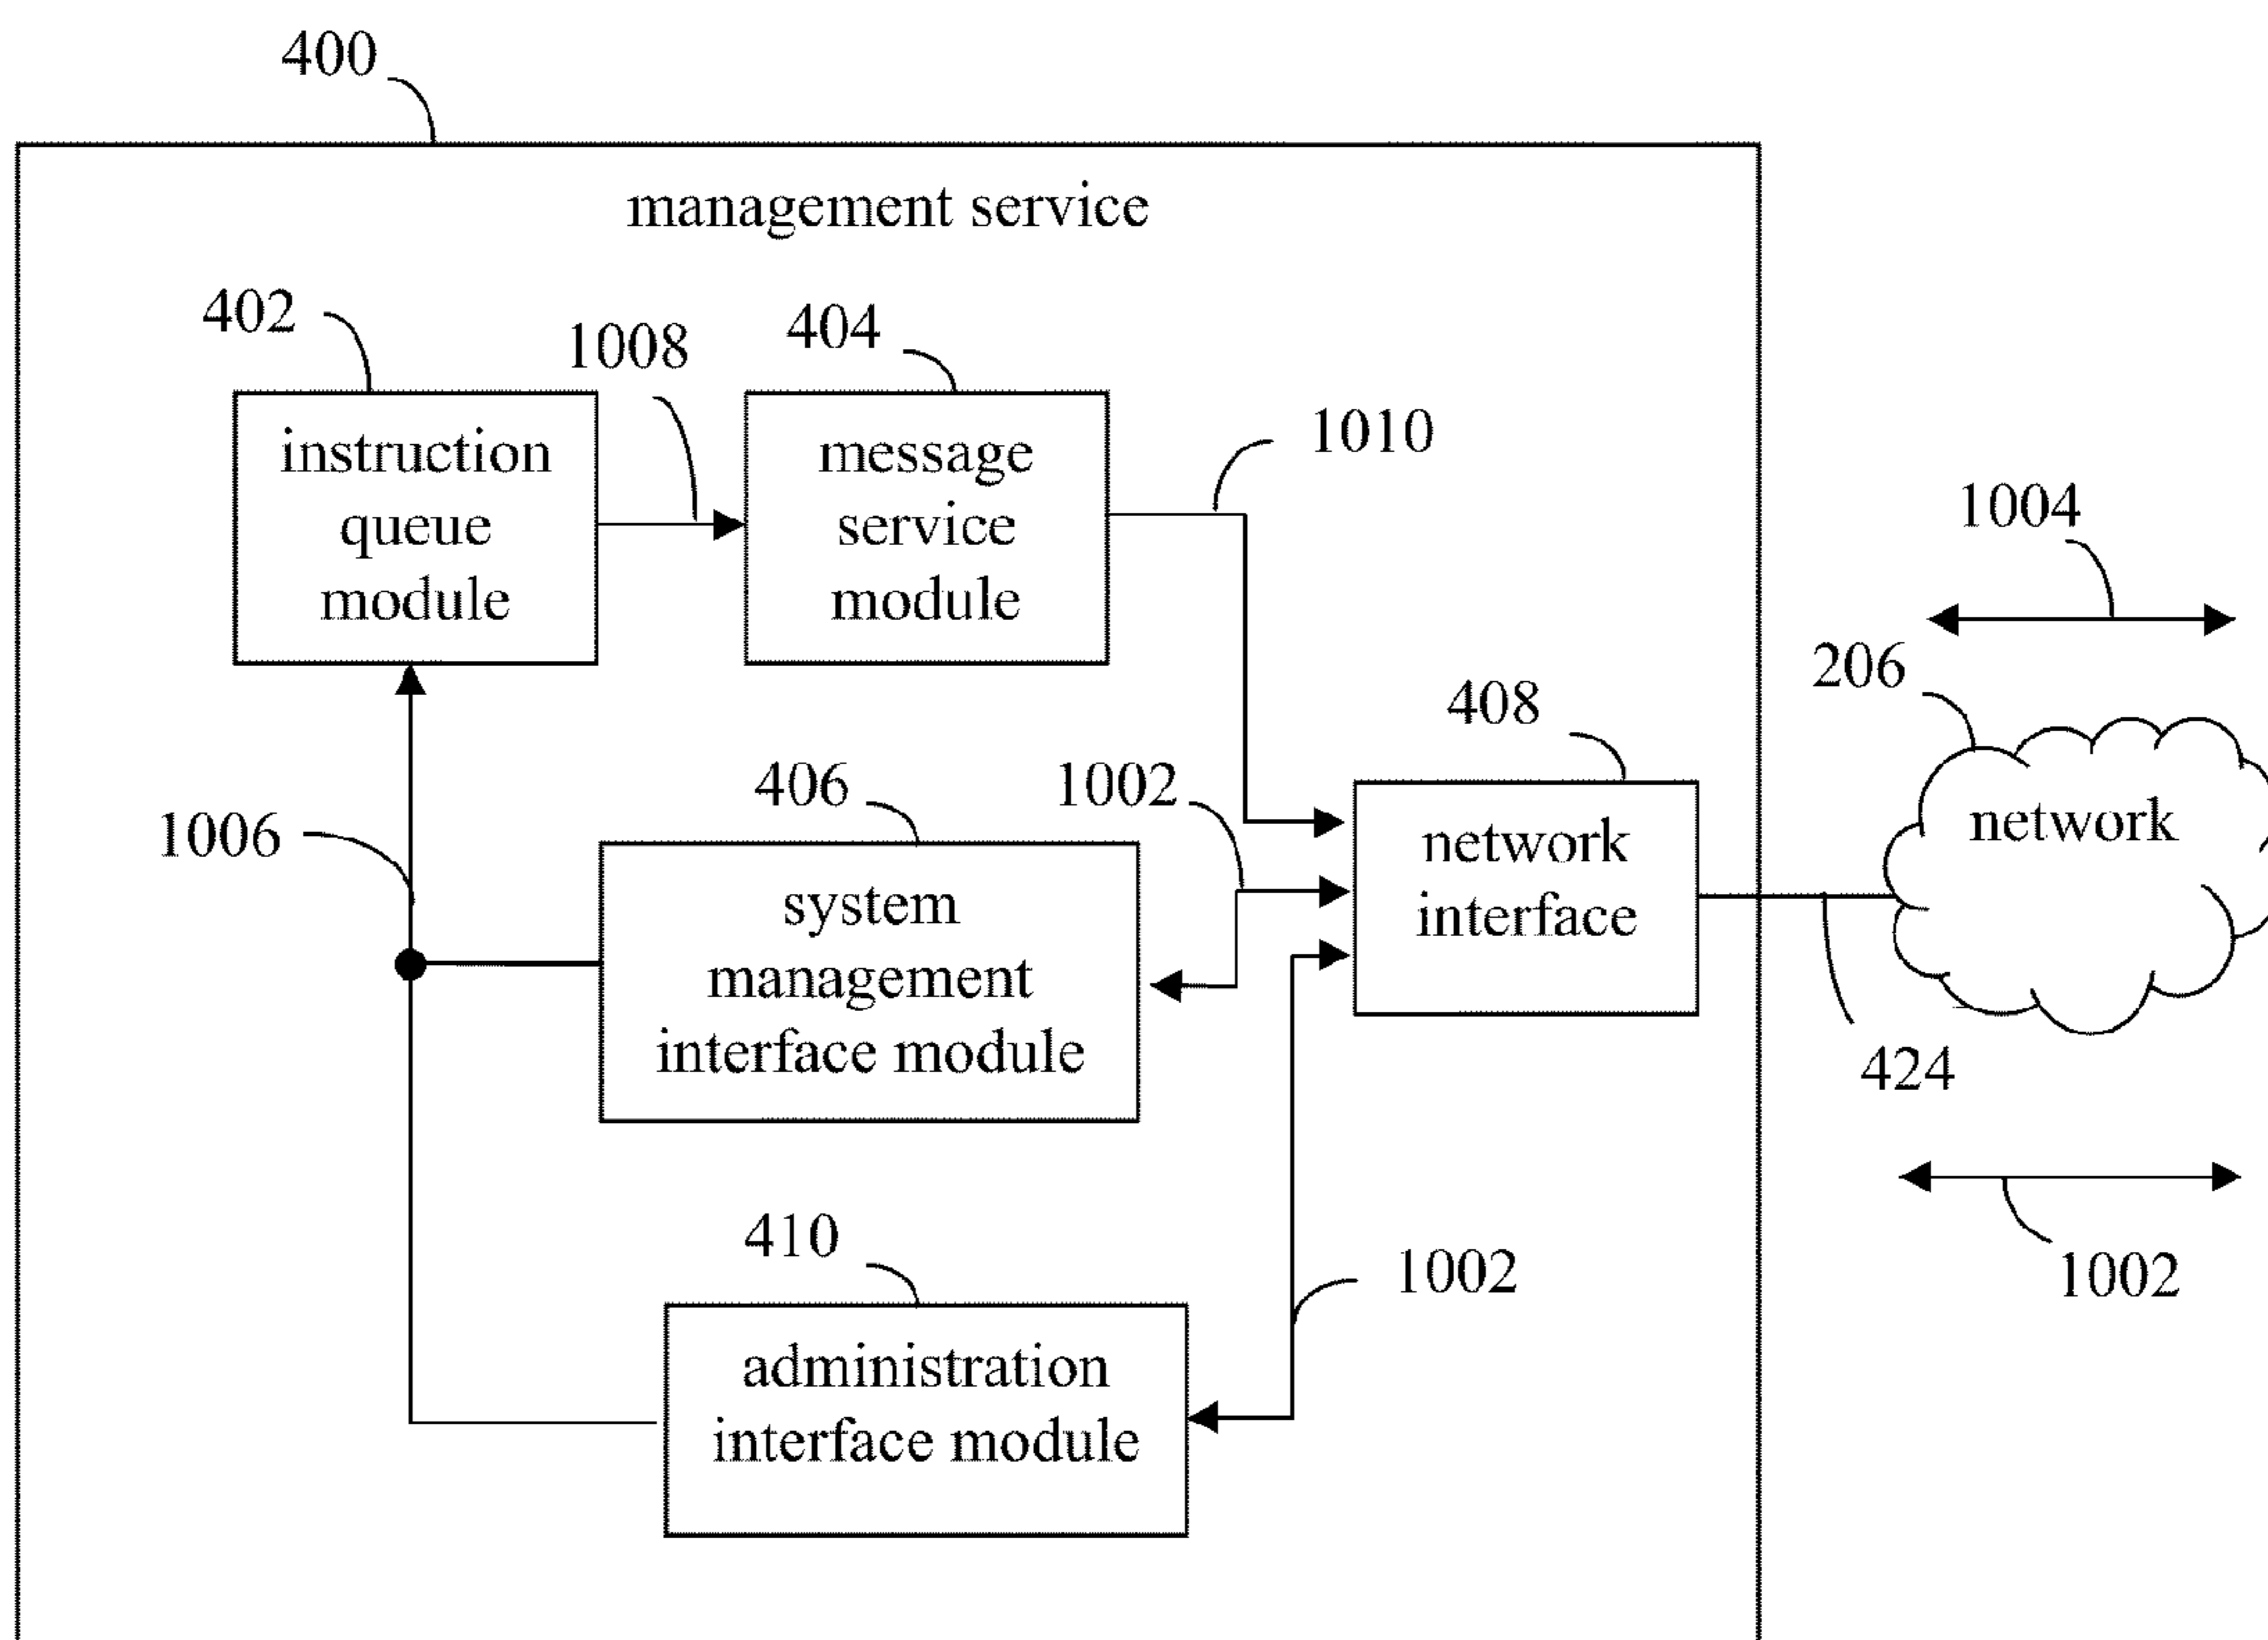 400
management service
402
1008
404
1010
instruction
queue
module
message
service
module
1004
206
408
406
1002
1006
network
interface
network
system
management
interface module
424
410
1002
1002
administration
interface module